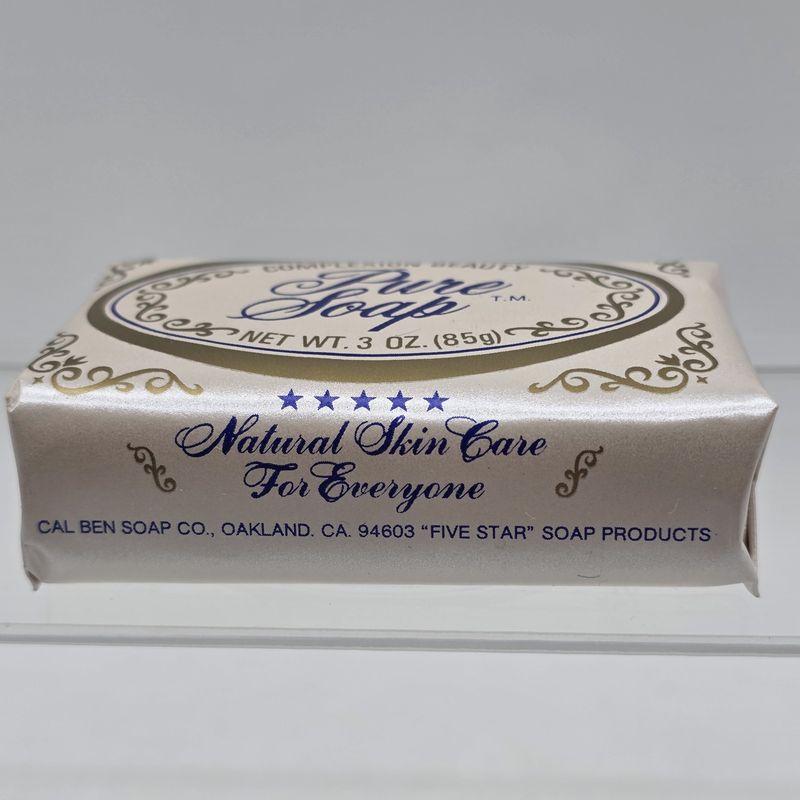 COMPLEXION BEAUTY
Pure
Soap T.M.
NET WT. 3 OZ. (85g)
★★★★★
Natural Skin Care
For Everyone
CAL BEN SOAP CO., OAKLAND. CA. 94603 “FIVE STAR” SOAP PRODUCTS